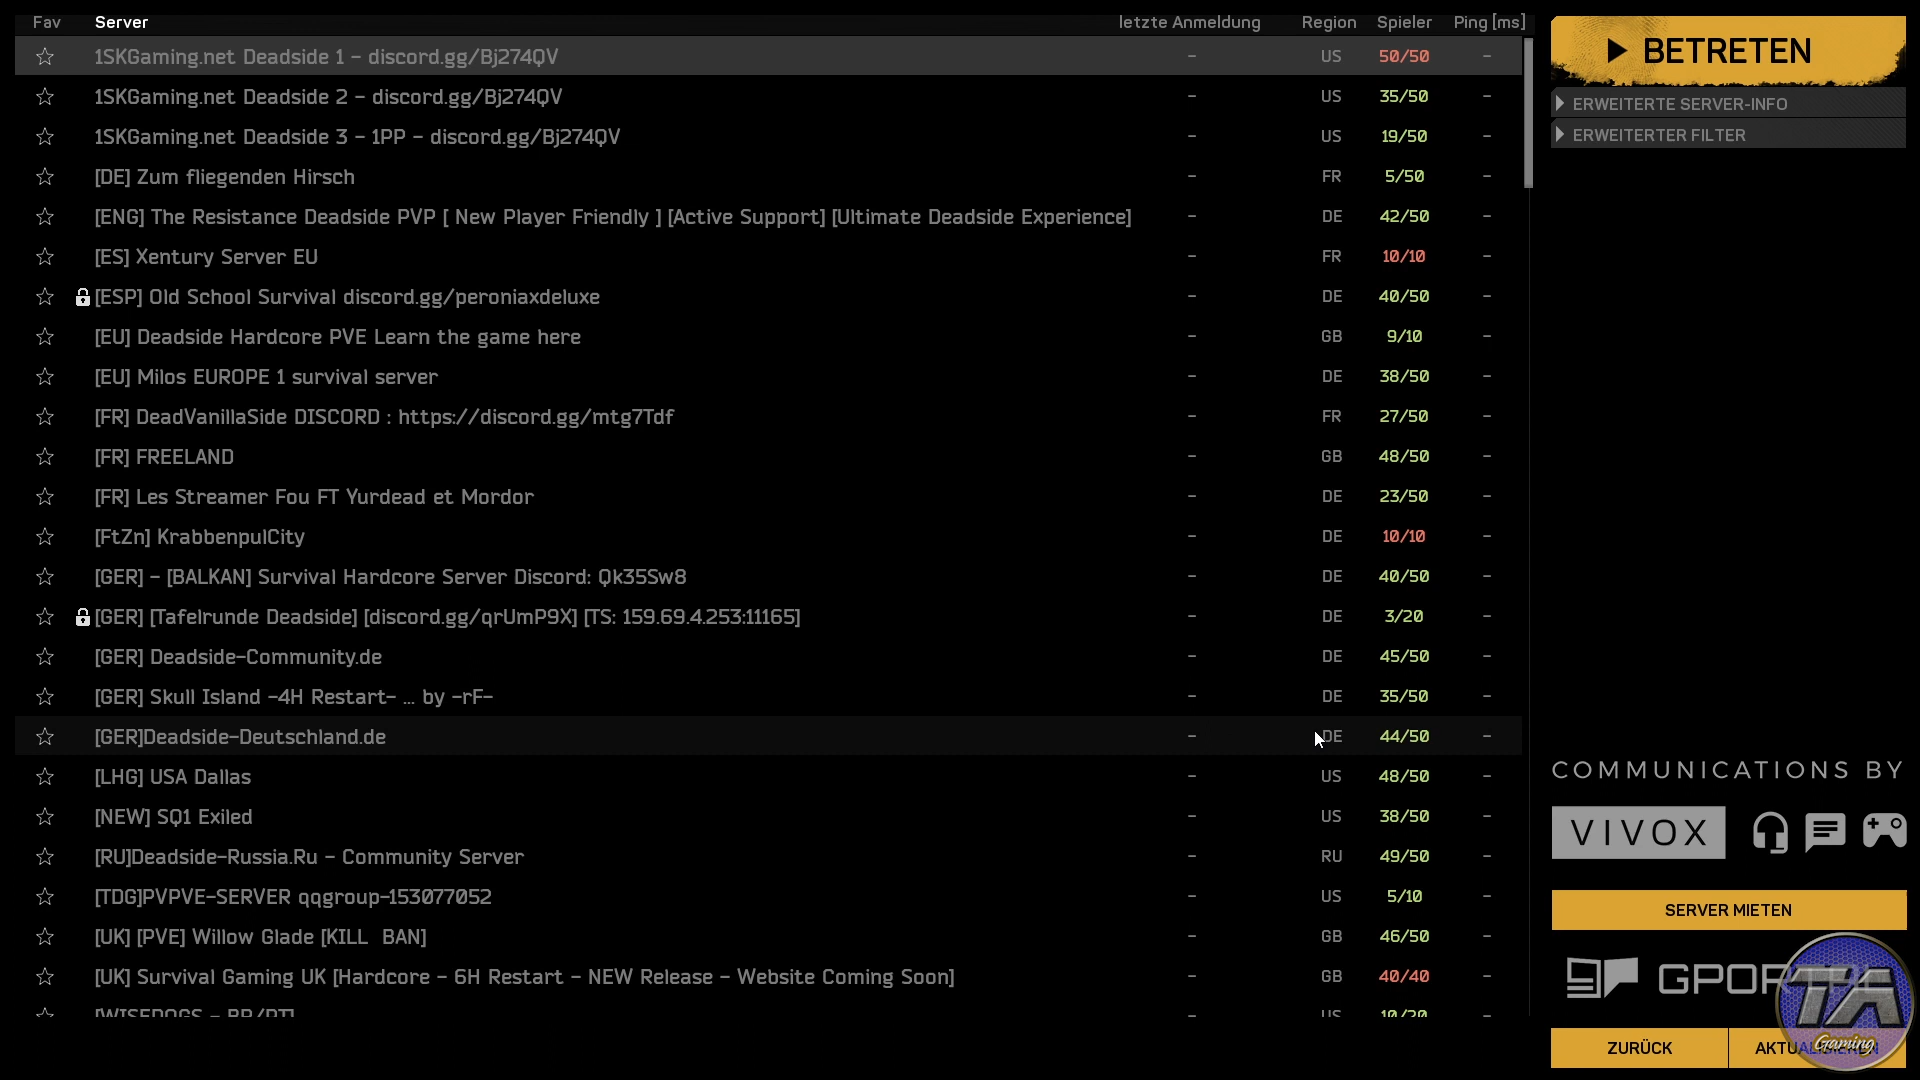 Fav Server letzte Anmeldung Region Spieler Ping [ms]
1SKGaming.net Deadside 1 - discord.gg/Bj274QV - US 50/50 -
1SKGaming.net Deadside 2 - discord.gg/Bj274QV - US 35/50 -
1SKGaming.net Deadside 3 - 1PP - discord.gg/Bj274QV - US 19/50 -
[DE] Zum fliegenden Hirsch - FR 5/50 -
[ENG] The Resistance Deadside PVP [ New Player Friendly ] [Active Support] [Ultimate Deadside Experience] - DE 42/50 -
[ES] Xentury Server EU - FR 10/10 -
[ESP] Old School Survival discord.gg/peroniaxdeluxe - DE 40/50 -
[EU] Deadside Hardcore PVE Learn the game here - GB 9/10 -
[EU] Milos EUROPE 1 survival server - DE 38/50 -
[FR] DeadVanillaSide DISCORD : https://discord.gg/mtg7Tdf - FR 27/50 -
[FR] FREELAND - GB 48/50 -
[FR] Les Streamer Fou FT Yurdead et Mordor - DE 23/50 -
[FtZn] KrabbenpulCity - DE 10/10 -
[GER] - [BALKAN] Survival Hardcore Server Discord: Qk35Sw8 - DE 40/50 -
[GER] [Tafelrunde Deadside] [discord.gg/qrUmP9X] [TS: 159.69.4.253:11165] - DE 3/20 -
[GER] Deadside-Community.de - DE 45/50 -
[GER] Skull Island -4H Restart- ... by -rF- - DE 35/50 -
[GER]Deadside-Deutschland.de - DE 44/50 -
[LHG] USA Dallas - US 48/50 -
[NEW] SQ1 Exiled - US 38/50 -
[RU]Deadside-Russia.Ru - Community Server - RU 49/50 -
[TDG]PVPVE-SERVER qqgroup-153077052 - US 5/10 -
[UK] [PVE] Willow Glade [KILL BAN] - GB 46/50 -
[UK] Survival Gaming UK [Hardcore - 6H Restart - NEW Release - Website Coming Soon] - GB 40/40 -
[WISEDOGS - BR/PT] - US 10/20 -
BETRETEN
ERWEITERTE SERVER-INFO
ERWEITERTER FILTER
COMMUNICATIONS BY
VIVOX
SERVER MIETEN
GPORTAL
TA
Gaming
ZURÜCK
AKTUALISIEREN